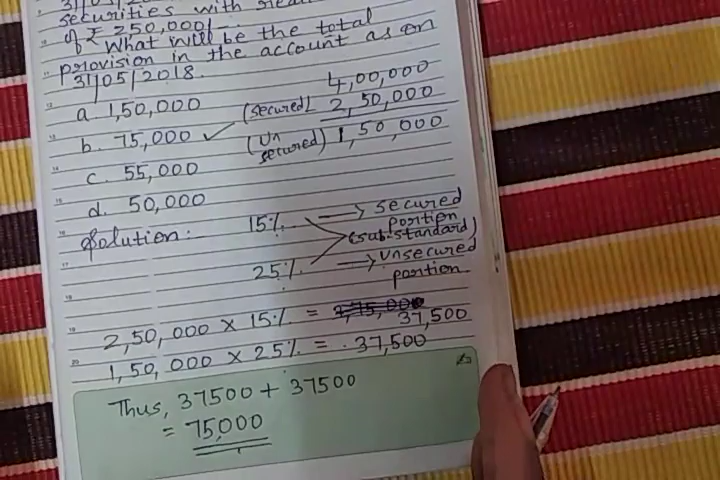 securities with
of ₹ 250,000/-.
What will be the total
provision in the account as on
31/05/2018.
a. 1,50,000
4,00,000
b. 75,000 ✓ (secured) 2,50,000
(Un secured) 1,50,000
c. 55,000
d. 50,000
Solution: 15% → secured portion
(sub-standard)
25% → Unsecured portion
2,50,000 × 15% = 37,500
1,50,000 × 25% = 37,500
Thus, 37500 + 37500
= 75,000